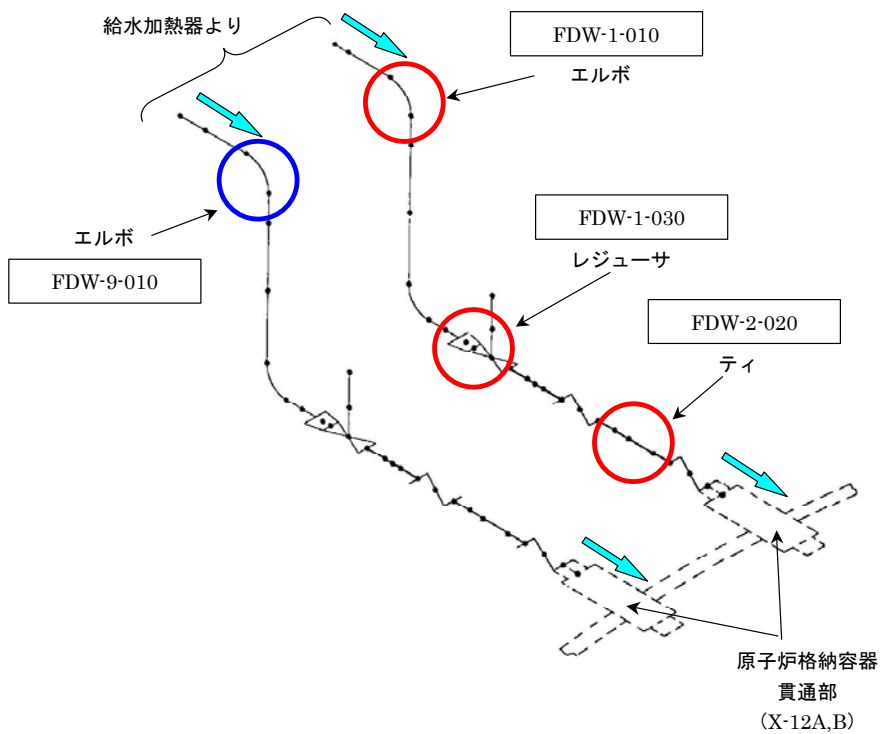 給水加熱器より
FDW-1-010
エルボ
エルボ
FDW-9-010
FDW-1-030
レジューサ
FDW-2-020
ティ
原子炉格納容器
貫通部
(X-12A,B)